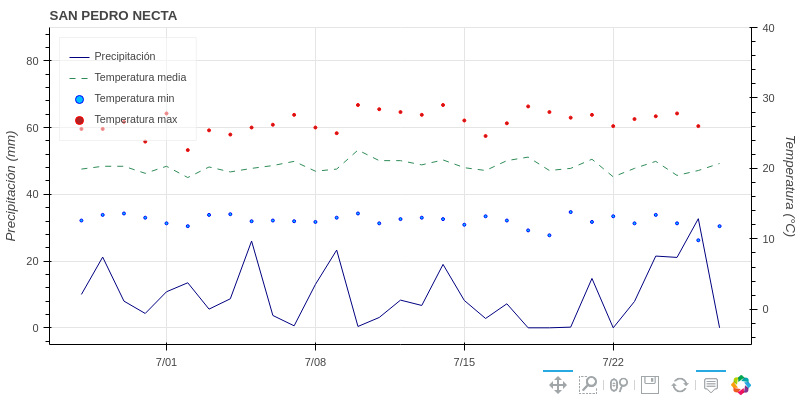 SAN PEDRO NECTA
Precipitación
Temperatura media
Temperatura min
Temperatura max
Precipitación (mm)
80
60
40
20
0
Temperatura (°C)
40
30
20
10
0
7/01
7/08
7/15
7/22